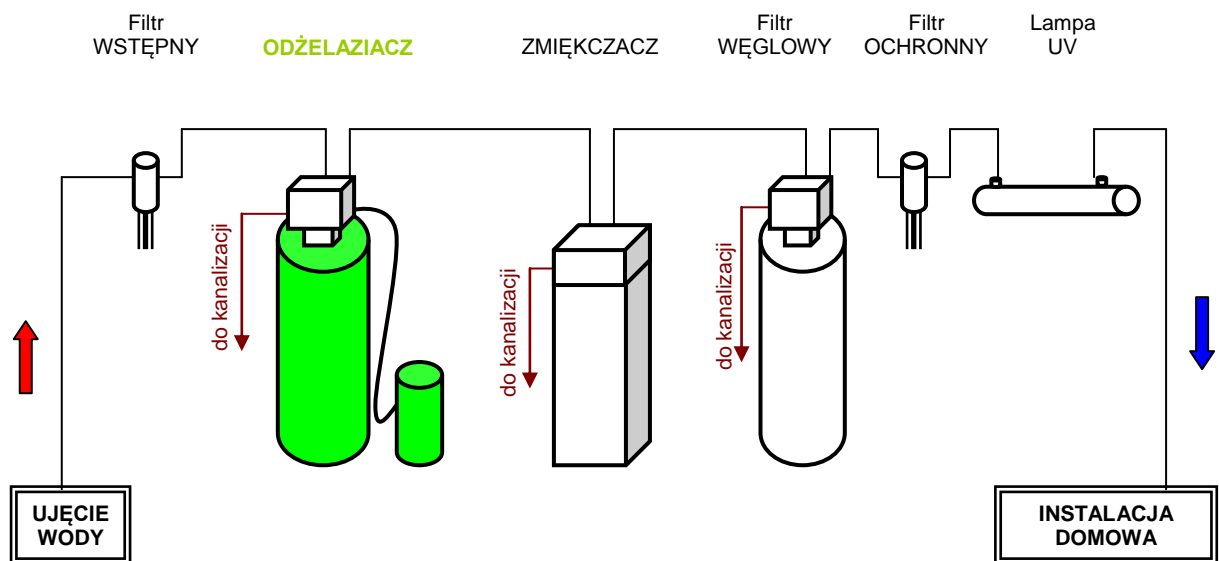 Filtr
WSTĘPNY
ODŻELAZIACZ
ZMIĘKCZACZ
Filtr
WĘGLOWY
Filtr
OCHRONNY
Lampa
UV
do kanalizacji
do kanalizacji
do kanalizacji
UJĘCIE
WODY
INSTALACJA
DOMOWA